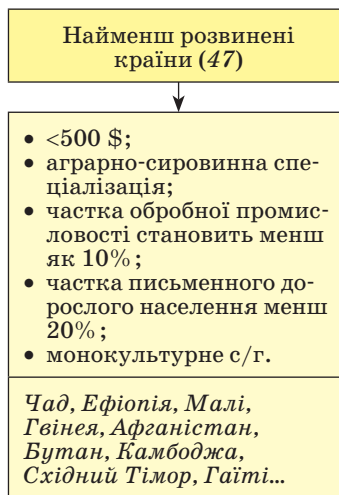 Найменш розвинені
країни (47)
• <500 $;
• аграрно-сировинна спе-
ціалізація;
• частка обробної промис-
ловості становить менш
як 10%;
• частка письменного до-
рослого населення менш
20%;
• монокультурне с/г.
Чад, Ефіопія, Малі,
Гвінея, Афганістан,
Бутан, Камбоджа,
Східний Тімор, Гаїті...